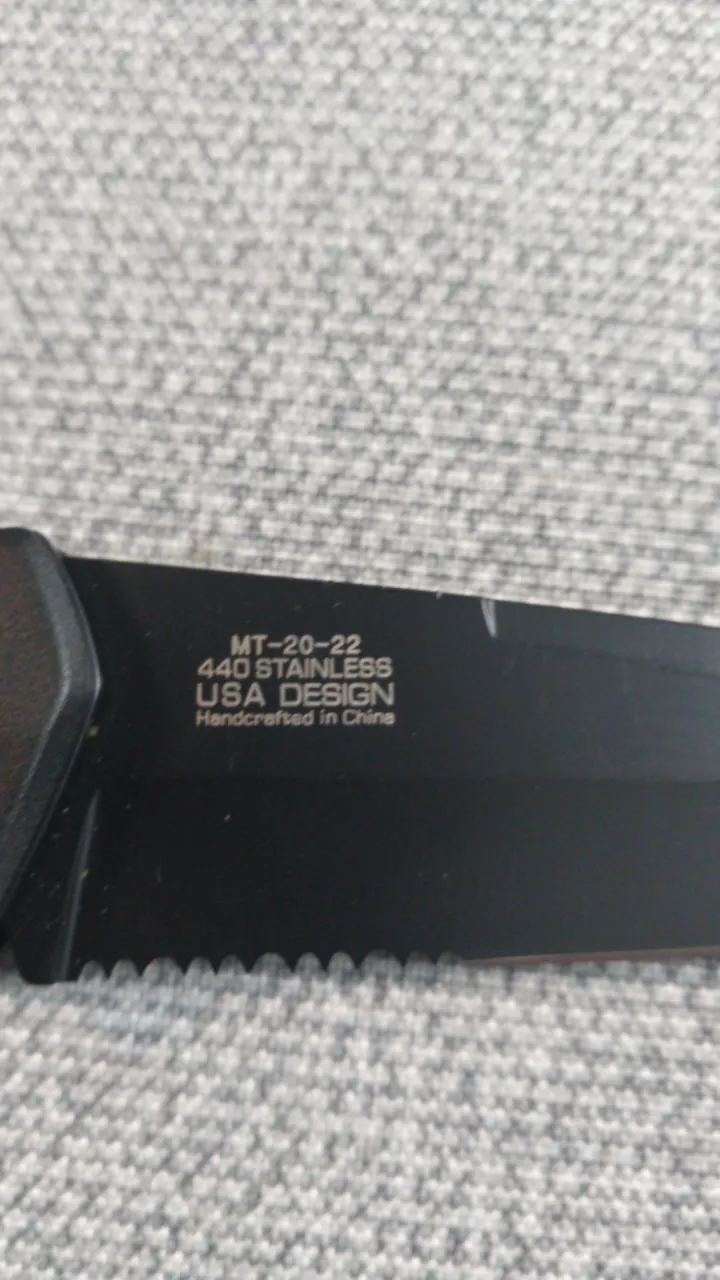 MT-20-22
440 STAINLESS
USA DESIGN
Handcrafted in China